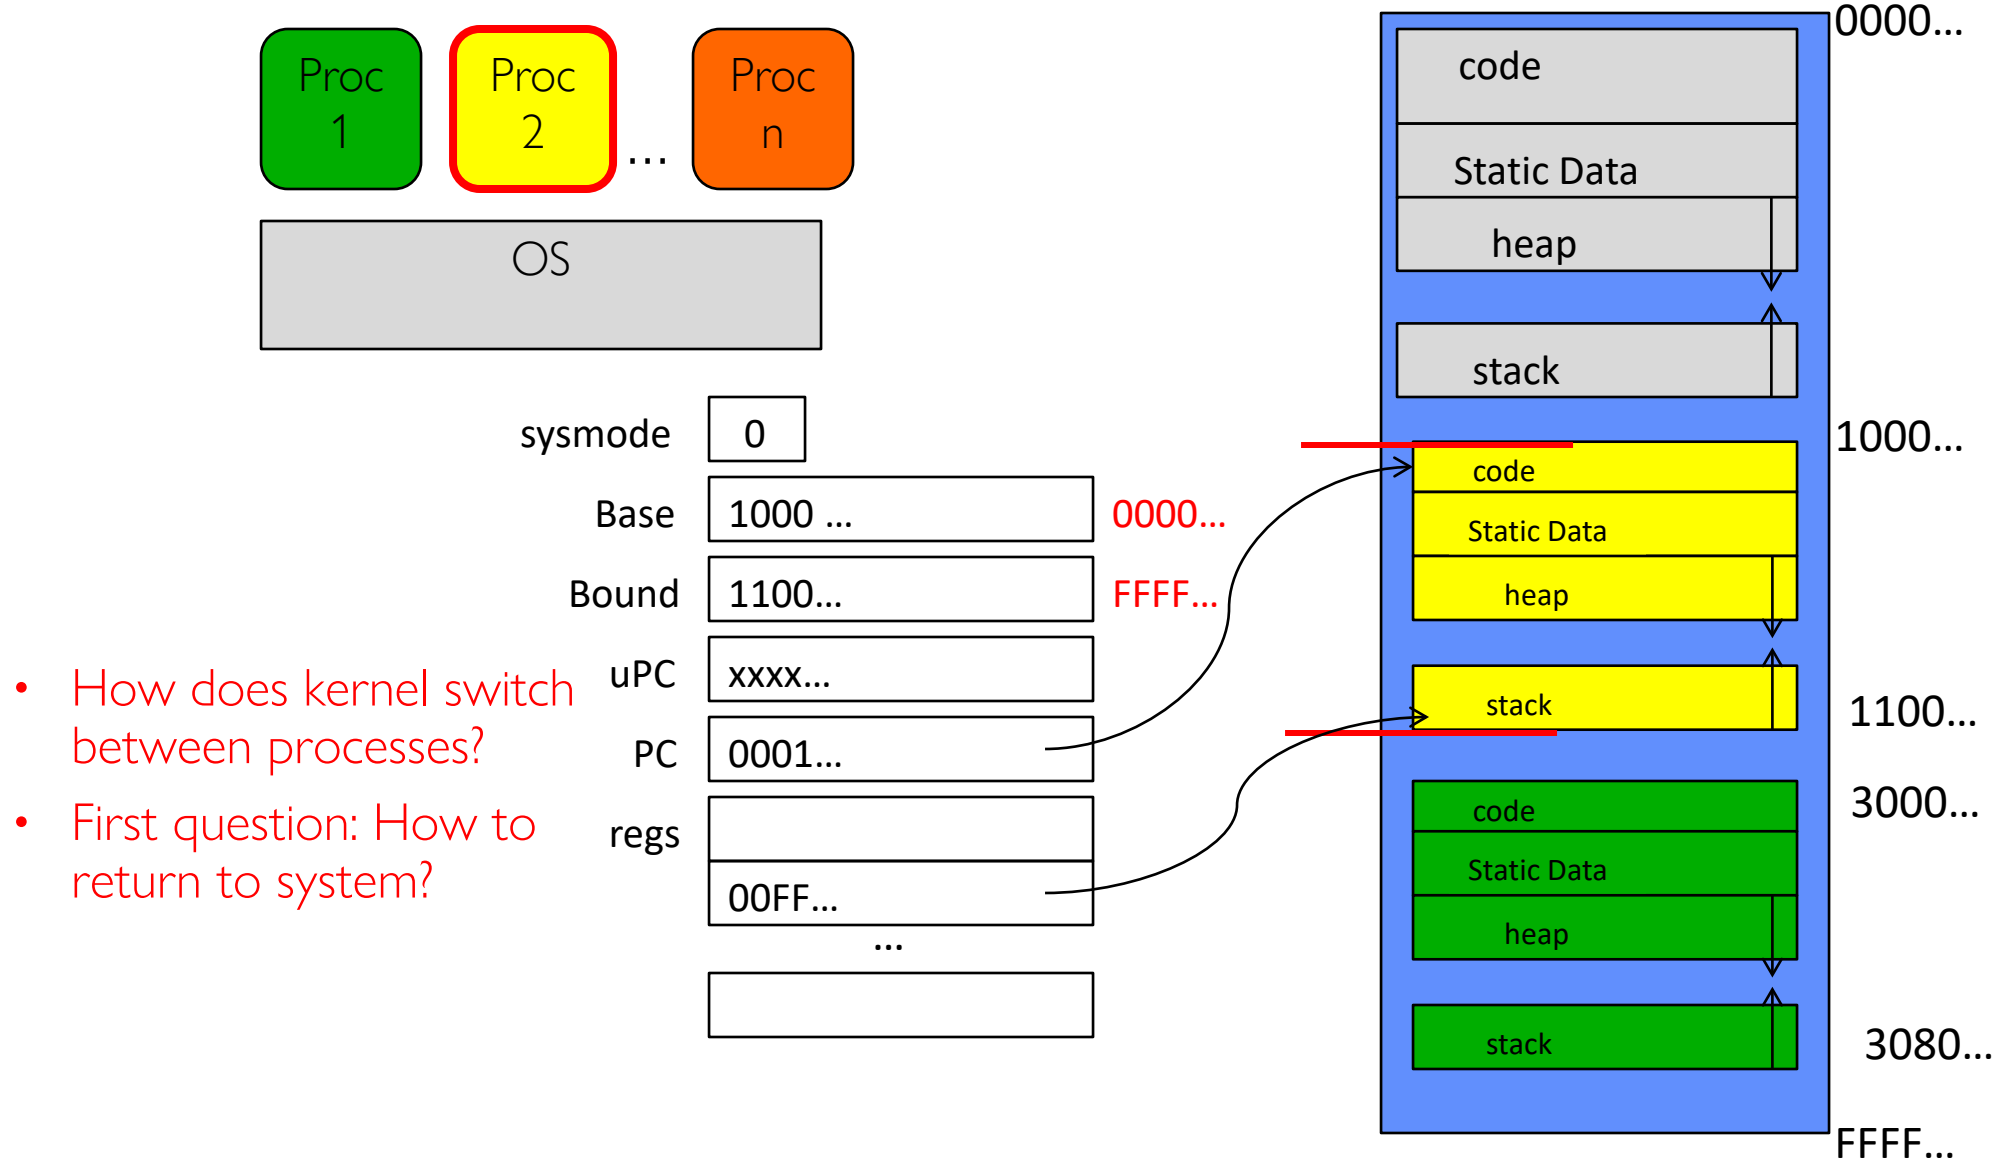 Proc
1
Proc
2
...
Proc
n
OS
sysmode
0
Base
1000 ...
0000...
Bound
1100...
FFFF...
uPC
xxxx...
PC
0001...
regs
00FF...
...
• How does kernel switch
between processes?
• First question: How to
return to system?
0000...
code
Static Data
heap
stack
1000...
code
Static Data
heap
stack
1100...
3000...
code
Static Data
heap
stack
3080...
FFFF...